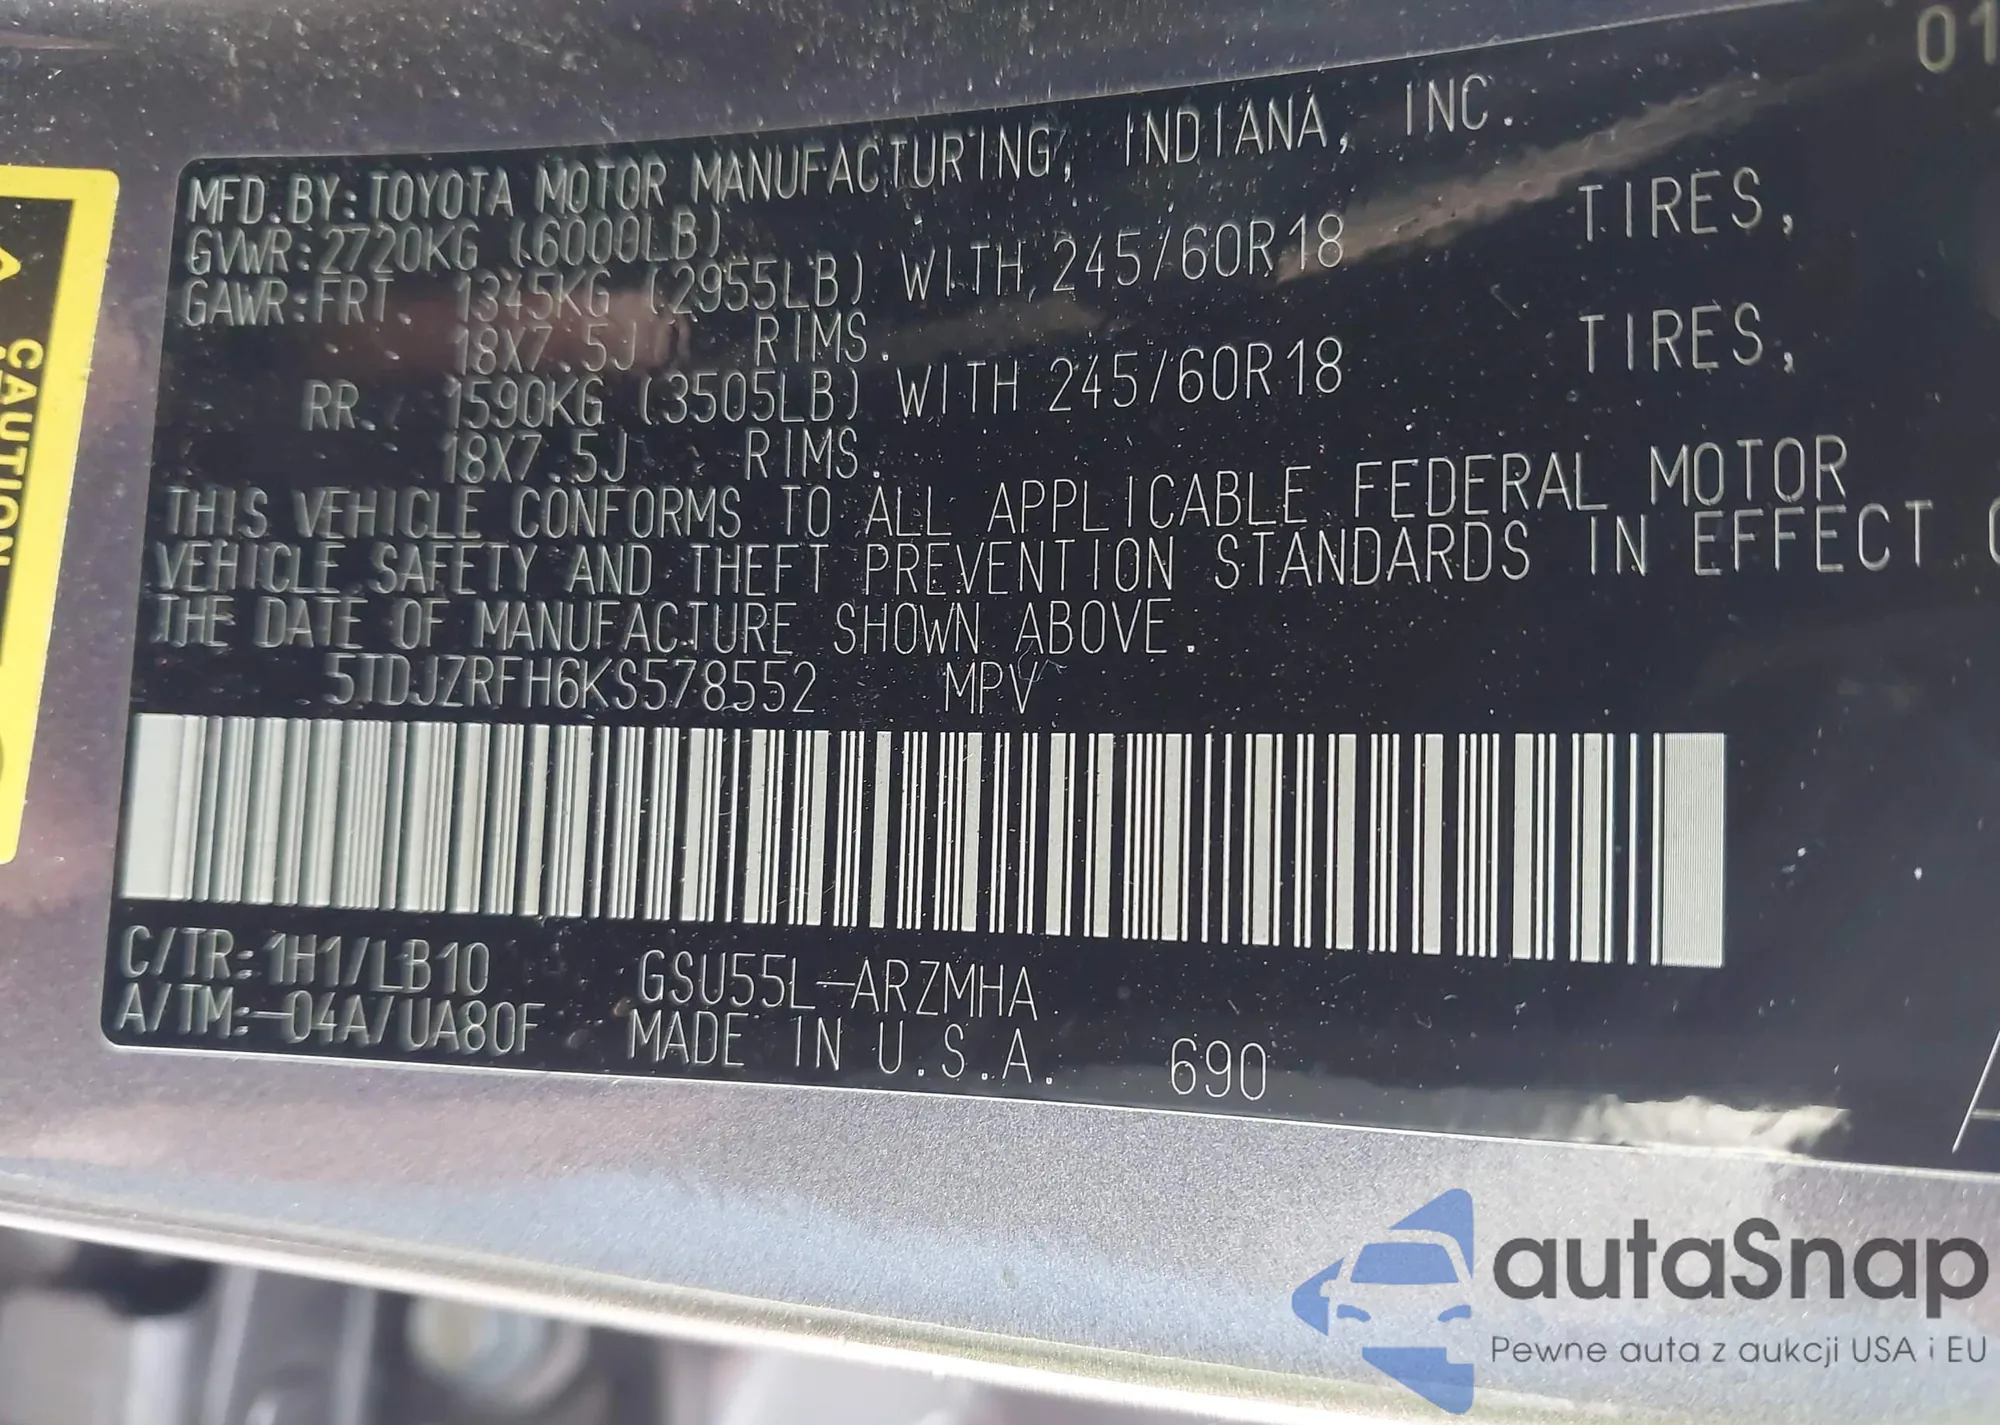 01
MFD.BY:TOYOTA MOTOR MANUFACTURING, INDIANA, INC.
GVWR:2720KG (6000LB)
GAWR:FRT. 1345KG (2955LB) WITH 245/60R18 TIRES,
18X7.5J RIMS.
RR. 1590KG (3505LB) WITH 245/60R18 TIRES,
18X7.5J RIMS.
THIS VEHICLE CONFORMS TO ALL APPLICABLE FEDERAL MOTOR
VEHICLE SAFETY AND THEFT PREVENTION STANDARDS IN EFFECT
THE DATE OF MANUFACTURE SHOWN ABOVE.
5TDJZRFH6KS578552 MPV
C/TR:1H1/LB10 GSU55L-ARZMHA
A/TM:-04A/UA80F MADE IN U.S.A. 690
CAUTION
autaSnap
Pewne auta z aukcji USA i EU